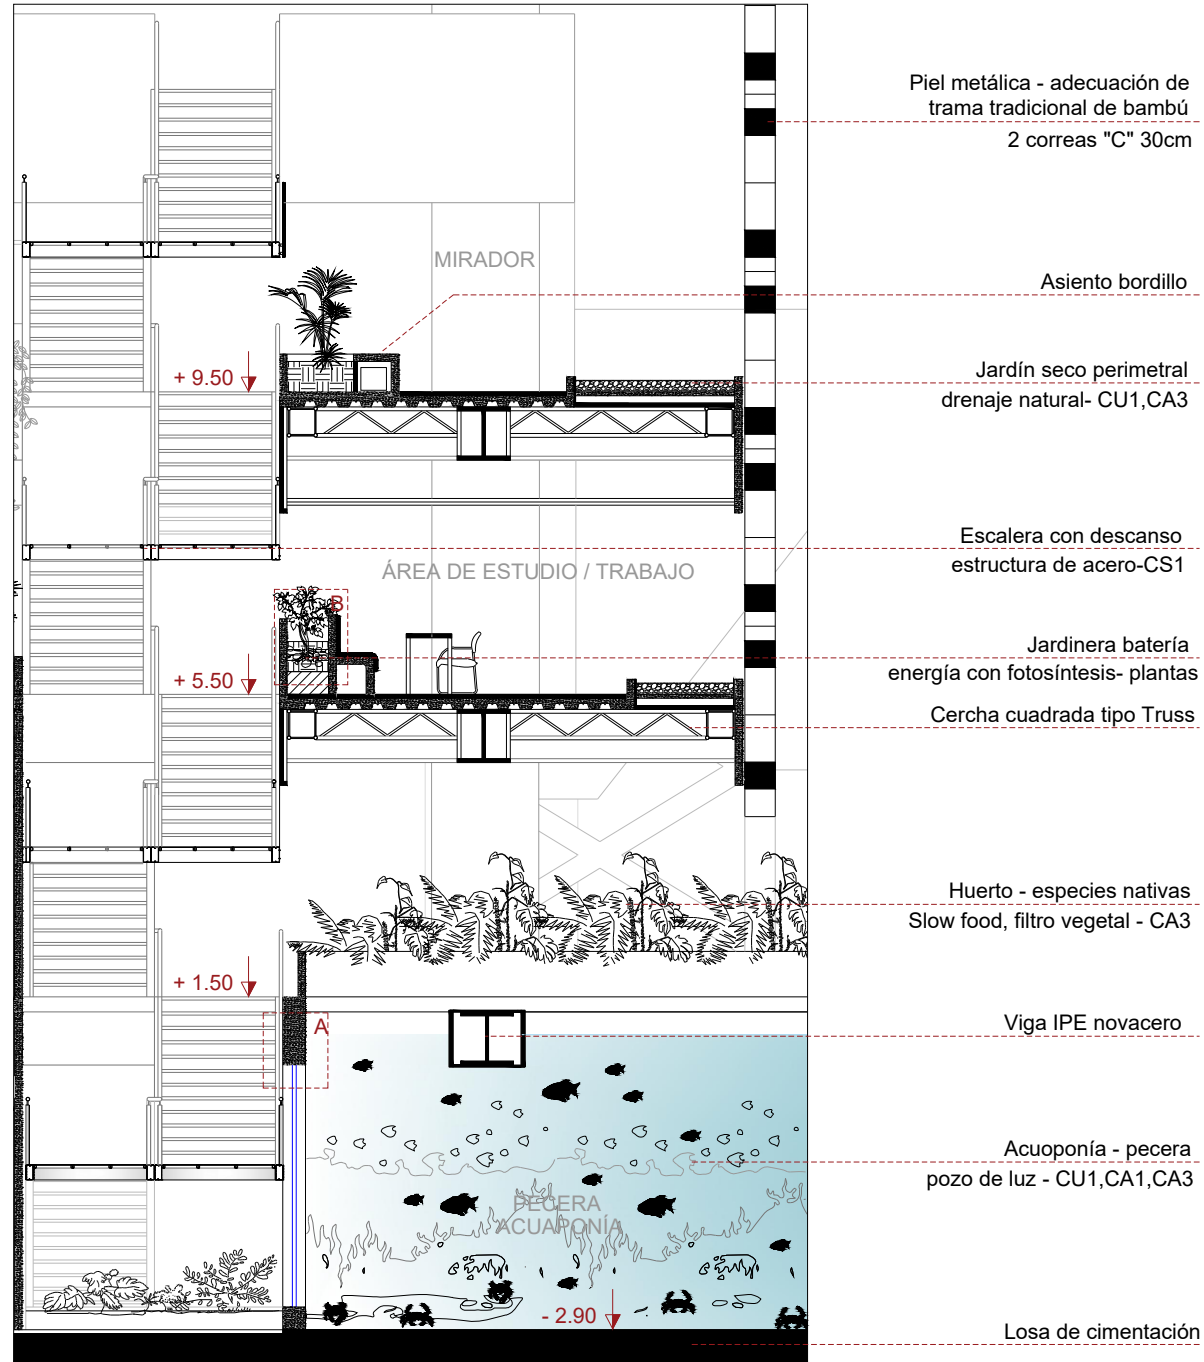 Piel metálica - adecuación de
trama tradicional de bambú
2 correas "C" 30cm
MIRADOR
Asiento bordillo
+ 9.50
Jardín seco perimetral
drenaje natural- CU1,CA3
Escalera con descanso
estructura de acero-CS1
ÁREA DE ESTUDIO / TRABAJO
B
Jardinera batería
energía con fotosíntesis- plantas
+ 5.50
Cercha cuadrada tipo Truss
Huerto - especies nativas
Slow food, filtro vegetal - CA3
+ 1.50
A
Viga IPE novacero
Acuoponía - pecera
pozo de luz - CU1,CA1,CA3
PECERA
ACUAPONÍA
- 2.90
Losa de cimentación